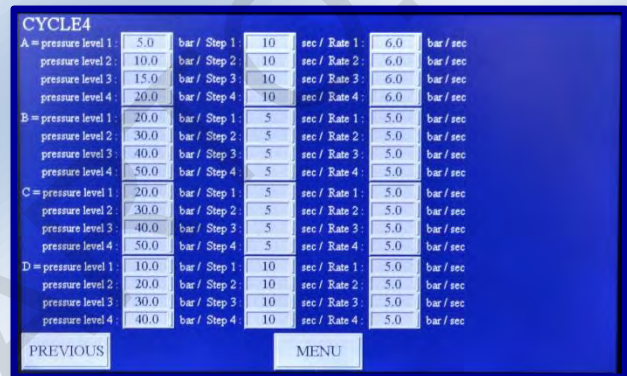 CYCLE4
A = pressure level 1 : 5.0 bar / Step 1 : 10 sec / Rate 1 : 6.0 bar / sec
pressure level 2 : 10.0 bar / Step 2 : 10 sec / Rate 2 : 6.0 bar / sec
pressure level 3 : 15.0 bar / Step 3 : 10 sec / Rate 3 : 6.0 bar / sec
pressure level 4 : 20.0 bar / Step 4 : 10 sec / Rate 4 : 6.0 bar / sec
B = pressure level 1 : 20.0 bar / Step 1 : 5 sec / Rate 1 : 5.0 bar / sec
pressure level 2 : 30.0 bar / Step 2 : 5 sec / Rate 2 : 5.0 bar / sec
pressure level 3 : 40.0 bar / Step 3 : 5 sec / Rate 3 : 5.0 bar / sec
pressure level 4 : 50.0 bar / Step 4 : 5 sec / Rate 4 : 5.0 bar / sec
C = pressure level 1 : 20.0 bar / Step 1 : 5 sec / Rate 1 : 5.0 bar / sec
pressure level 2 : 30.0 bar / Step 2 : 5 sec / Rate 2 : 5.0 bar / sec
pressure level 3 : 40.0 bar / Step 3 : 5 sec / Rate 3 : 5.0 bar / sec
pressure level 4 : 50.0 bar / Step 4 : 5 sec / Rate 4 : 5.0 bar / sec
D = pressure level 1 : 10.0 bar / Step 1 : 10 sec / Rate 1 : 5.0 bar / sec
pressure level 2 : 20.0 bar / Step 2 : 10 sec / Rate 2 : 5.0 bar / sec
pressure level 3 : 30.0 bar / Step 3 : 10 sec / Rate 3 : 5.0 bar / sec
pressure level 4 : 40.0 bar / Step 4 : 10 sec / Rate 4 : 5.0 bar / sec
PREVIOUS MENU